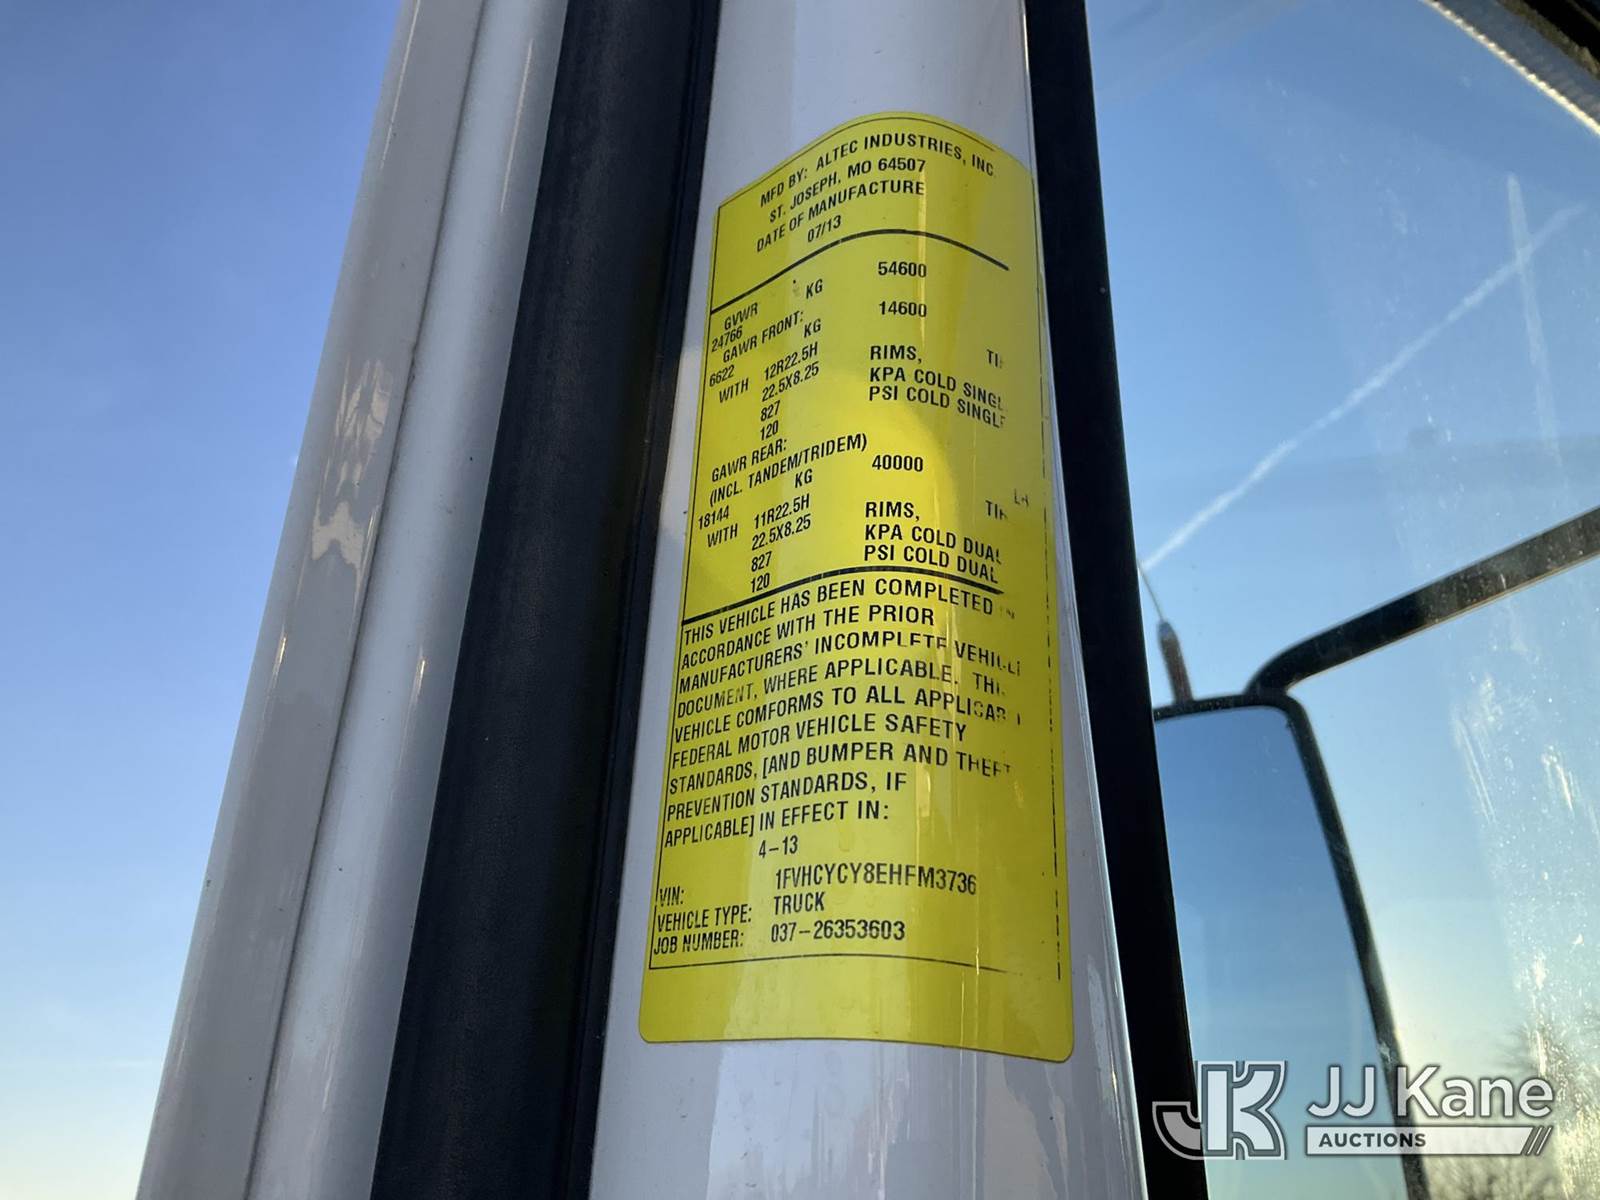 MFD BY: ALTEC INDUSTRIES, INC.
ST. JOSEPH, MO 64507
DATE OF MANUFACTURE
07/13
GVWR 54600
24766 KG
GAWR FRONT: 14600
6622 KG
WITH 12R22.5H
22.5X8.25 RIMS,
827 KPA COLD
120 PSI COLD
GAWR REAR:
(INCL. TANDEM/TRIDEM) 40000
18144 KG
WITH 11R22.5H
22.5X8.25 RIMS,
827 KPA COLD DUAL
120 PSI COLD DUAL
THIS VEHICLE HAS BEEN COMPLETED
ACCORDANCE WITH THE PRIOR
MANUFACTURERS' INCOMPLETE VEHICLE
DOCUMENT, WHERE APPLICABLE.
VEHICLE COMFORMS TO ALL
FEDERAL MOTOR VEHICLE SAFETY
STANDARDS, [AND BUMPER AND THEFT
PREVENTION STANDARDS, IF
APPLICABLE] IN EFFECT IN:
4-13
VIN: 1FVHCYCY8EHFM3736
VEHICLE TYPE: TRUCK
JOB NUMBER: 037-26353603
JK JJ Kane
AUCTIONS